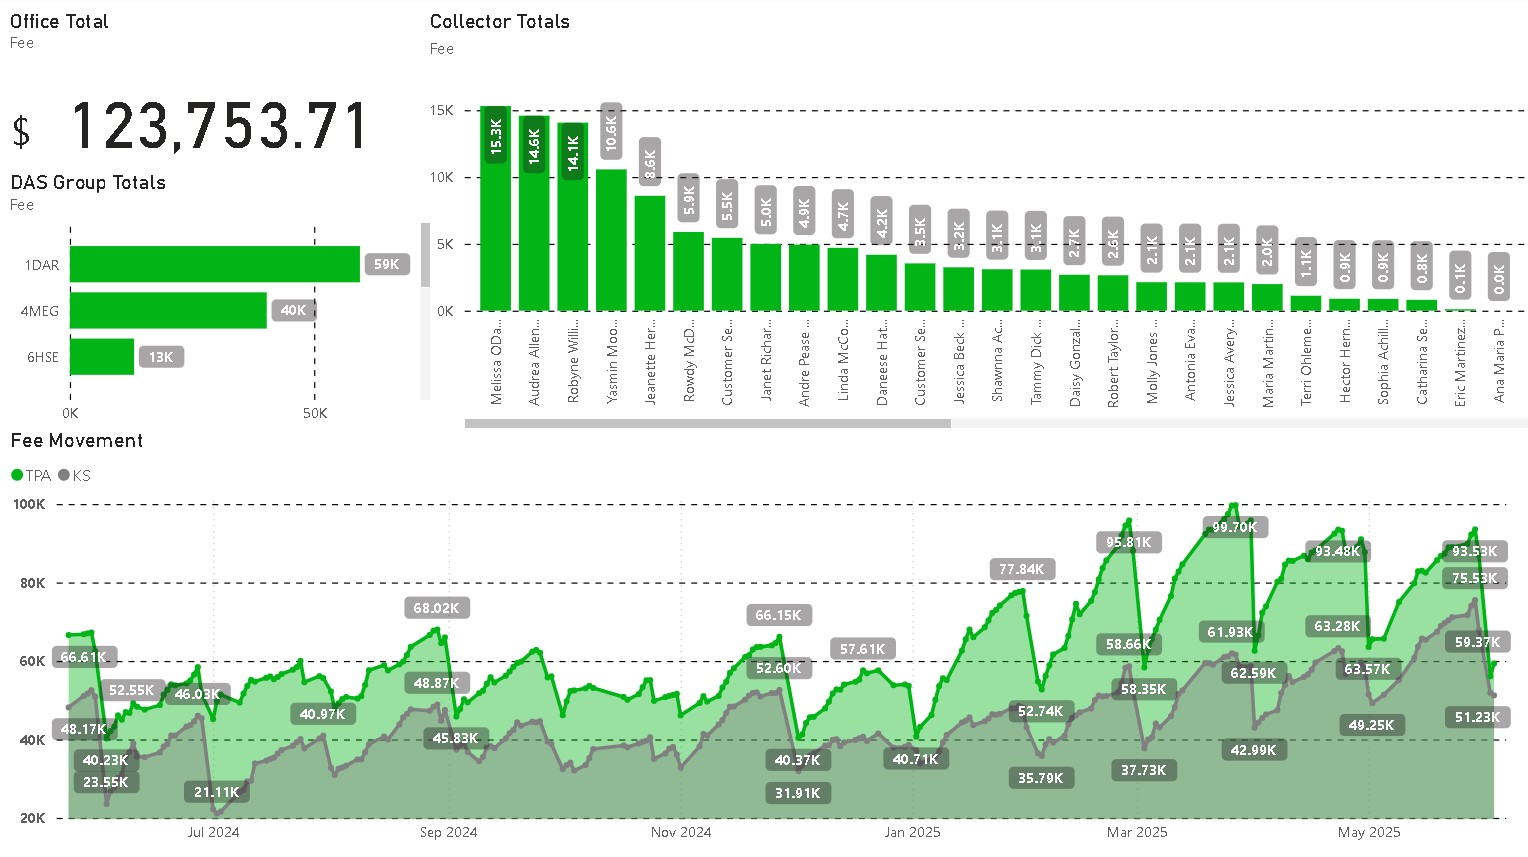 Office Total
Fee
$ 123,753.71
DAS Group Totals
Fee
1DAR 59K
4MEG 40K
6HSE 13K
0K 50K
Collector Totals
Fee
15K
10K
5K
0K
15.3K 14.6K 14.1K 10.6K 8.6K 5.9K 5.5K 5.0K 4.9K 4.7K 4.2K 3.5K 3.2K 3.1K 3.1K 2.7K 2.6K 2.1K 2.1K 2.1K 2.0K 1.1K 0.9K 0.9K 0.8K 0.1K 0.0K
Melissa ODa...
Audrea Allen...
Robyne Willi...
Yasmin Moo...
Jeanette Her...
Rowdy McD...
Customer Se...
Janet Richar...
Andre Pease ...
Linda McCo...
Daneese Hat...
Customer Se...
Jessica Beck ...
Shawnna Ac...
Tammy Dick ...
Daisy Gonzal...
Robert Taylor...
Molly Jones ...
Antonia Eva...
Jessica Avery...
Maria Martin...
Terri Ohleme...
Hector Hern...
Sophia Achill...
Catharina Se...
Eric Martinez...
Ana Maria P...
Fee Movement
TPA KS
100K
80K
60K
40K
20K
66.61K 48.17K 52.55K 40.23K 23.55K 46.03K 21.11K 40.97K 68.02K 48.87K 45.83K 66.15K 52.60K 40.37K 31.91K 57.61K 40.71K 77.84K 52.74K 35.79K 95.81K 58.66K 58.35K 37.73K 99.70K 61.93K 62.59K 42.99K 93.48K 63.28K 63.57K 49.25K 93.53K 75.53K 59.37K 51.23K
Jul 2024 Sep 2024 Nov 2024 Jan 2025 Mar 2025 May 2025